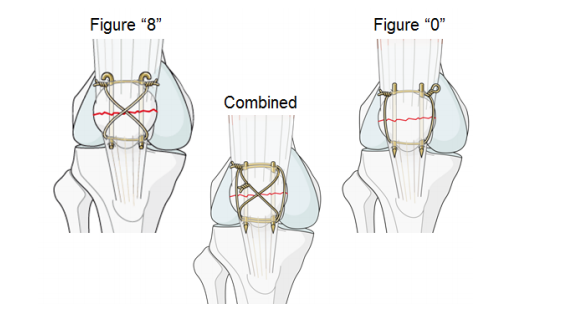 Figure “8”
Figure “0”
Combined